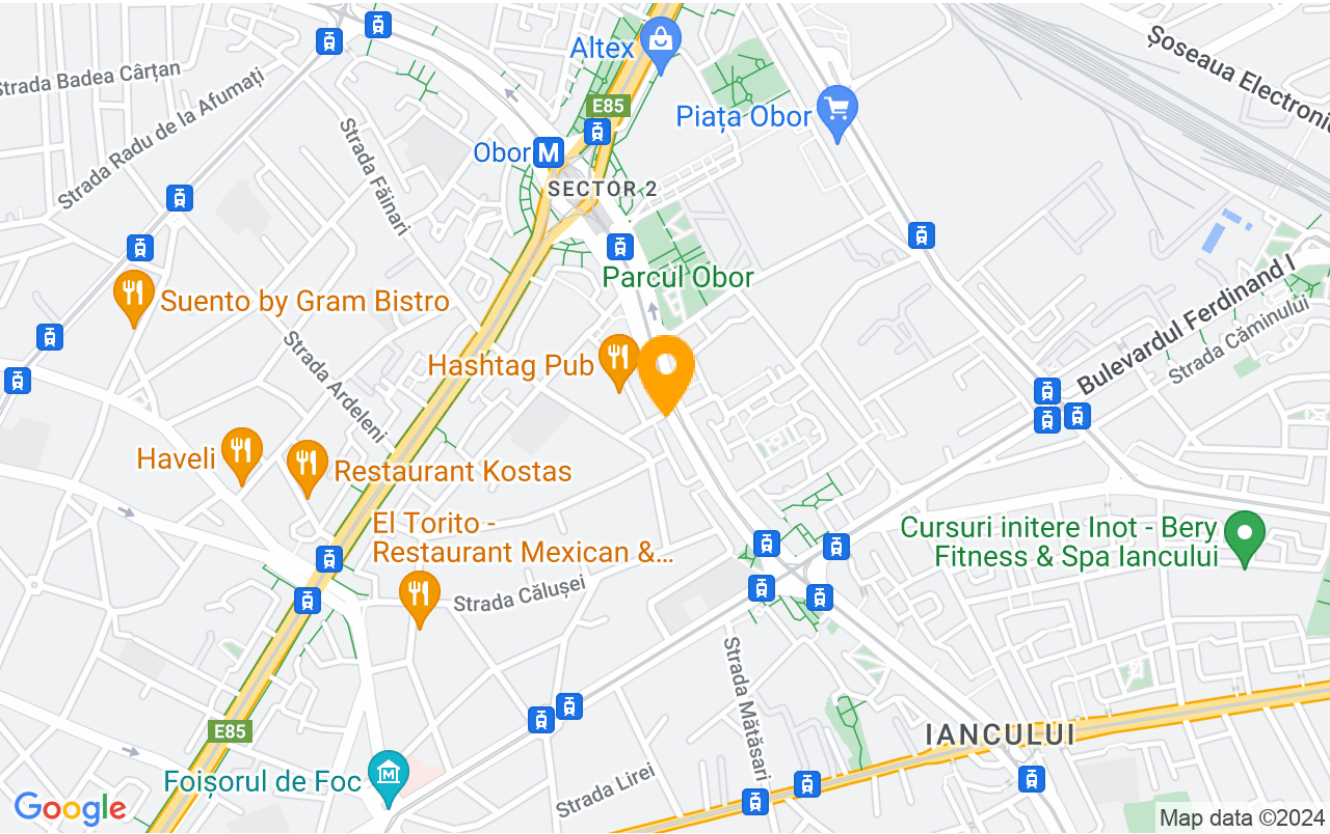 Altex
Șoseaua Electronic
Strada Badea Cârțan
Strada Radu de la Afumați
E85
Piața Obor
Strada Făinari
Obor
M
SECTOR 2
Parcul Obor
Bulevardul Ferdinand I
Strada Căminului
Suento by Gram Bistro
Strada Ardeleni
Hashtag Pub
Haveli
Restaurant Kostas
El Torito -
Restaurant Mexican &...
Cursuri initere Inot - Bery
Fitness & Spa Iancului
Strada Călușei
Strada Mătăsari
E85
IANCULUI
Foișorul de Foc
M
Strada Lirei
Google
Map data ©2024